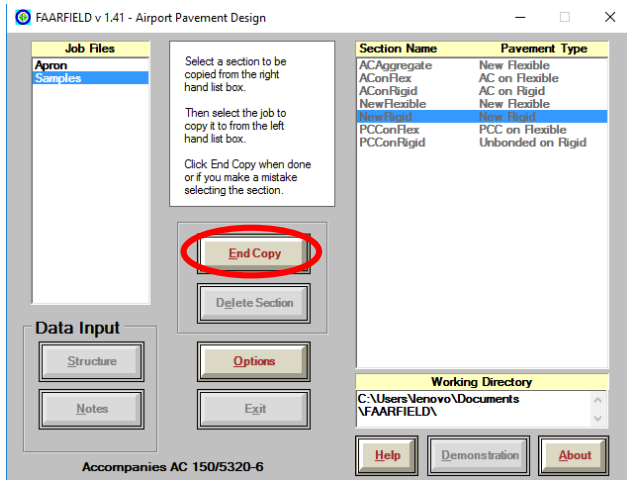 FAARFIELD v 1.41 - Airport Pavement Design
Job Files
Apron
Samples
Select a section to be
copied from the right
hand list box.
Then select the job to
copy it to from the left
hand list box.
Click End Copy when done
or if you make a mistake
selecting the section.
End Copy
Delete Section
Data Input
Structure
Notes
Options
Exit
Accompanies AC 150/5320-6
Section Name Pavement Type
ACAggregate New Flexible
AConFlex AC on Flexible
AConRigid AC on Rigid
NewFlexible New Flexible
NewRigid New Rigid
PCConFlex PCC on Flexible
PCConRigid Unbonded on Rigid
Working Directory
C:\Users\lenovo\Documents
\FAARFIELD\
Help
Demonstration
About